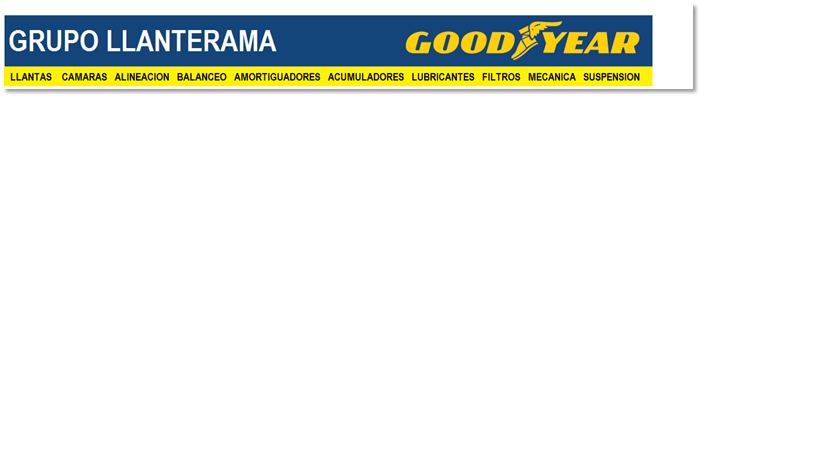 GRUPO LLANTERAMA GOODYEAR
LLANTAS CAMARAS ALINEACION BALANCEO AMORTIGUADORES ACUMULADORES LUBRICANTES FILTROS MECANICA SUSPENSION